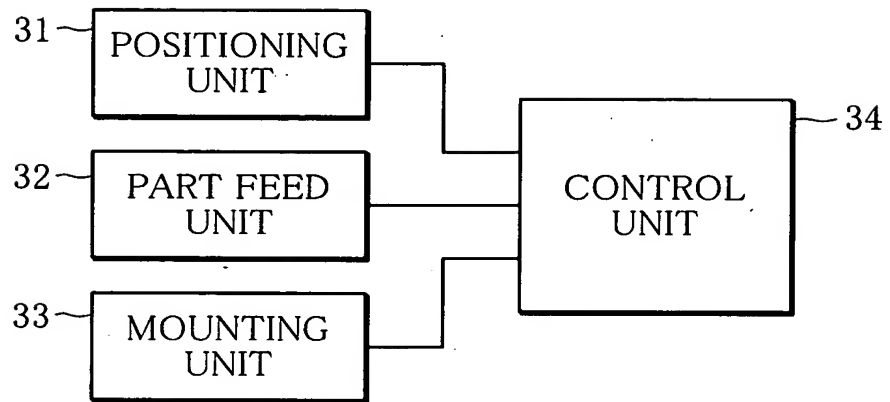 31
POSITIONING
UNIT
32
PART FEED
UNIT
33
MOUNTING
UNIT
CONTROL
UNIT
34